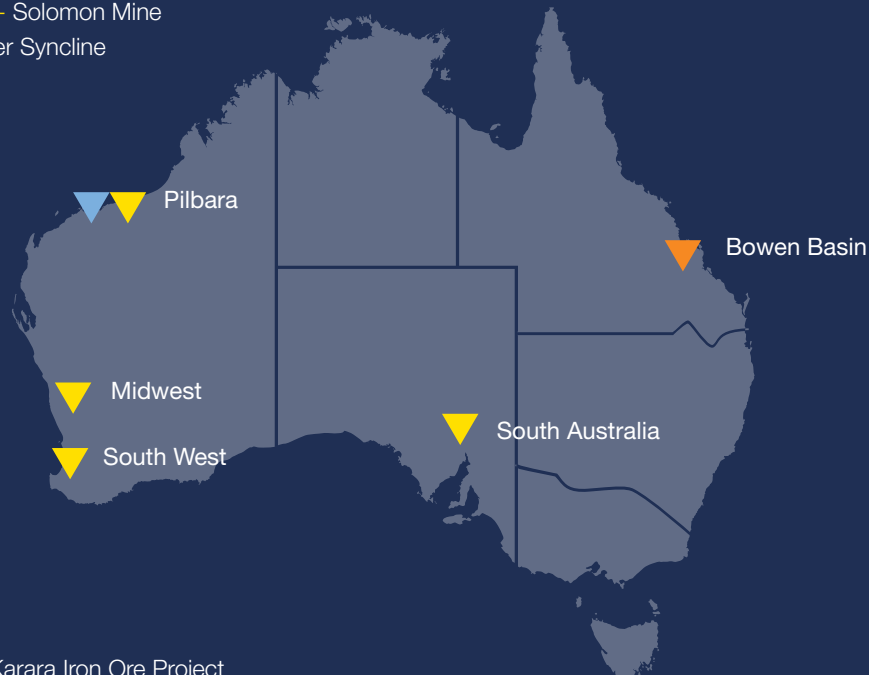 - Solomon Mine
er Syncline
Pilbara
Bowen Basin
Midwest
South Australia
South West
Karara Iron Ore Project